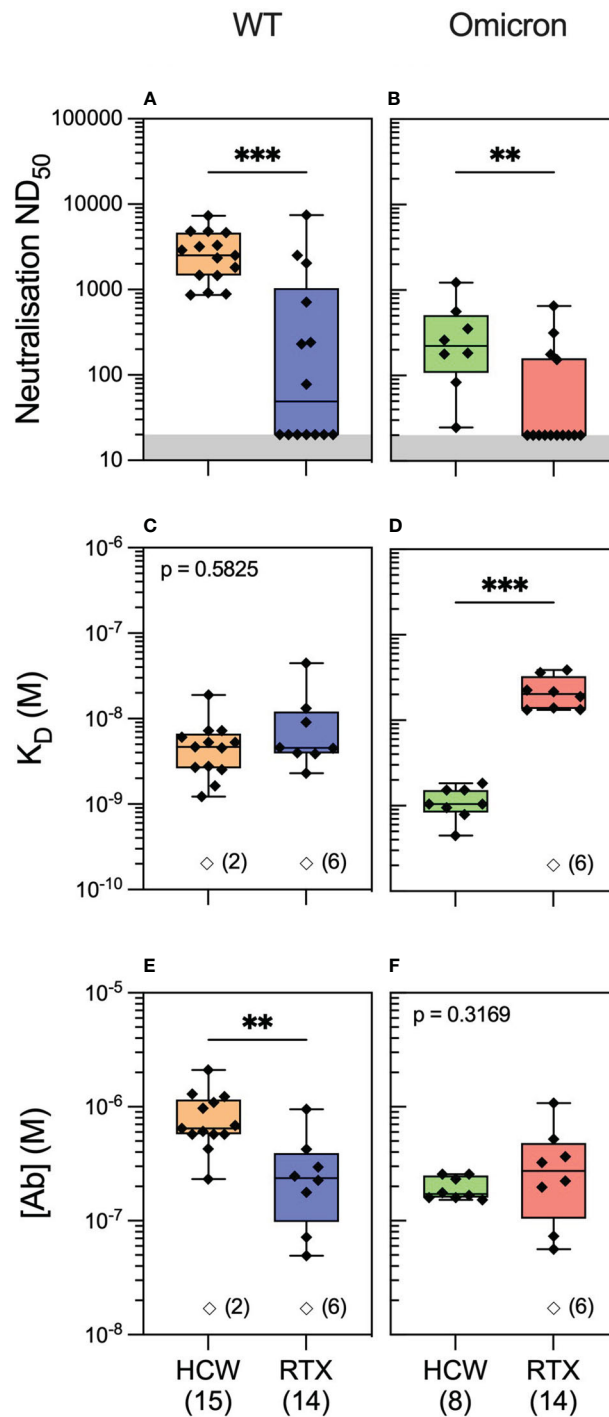 WT Omicron
A B
Neutralisation ND50
100000
10000
1000
100
10
*** **
C D
KD (M)
10-6
10-7
10-8
10-9
10-10
p = 0.5825
***
(2) (6) (6)
E F
[Ab] (M)
10-5
10-6
10-7
10-8
**
p = 0.3169
(2) (6) (6)
HCW RTX HCW RTX
(15) (14) (8) (14)